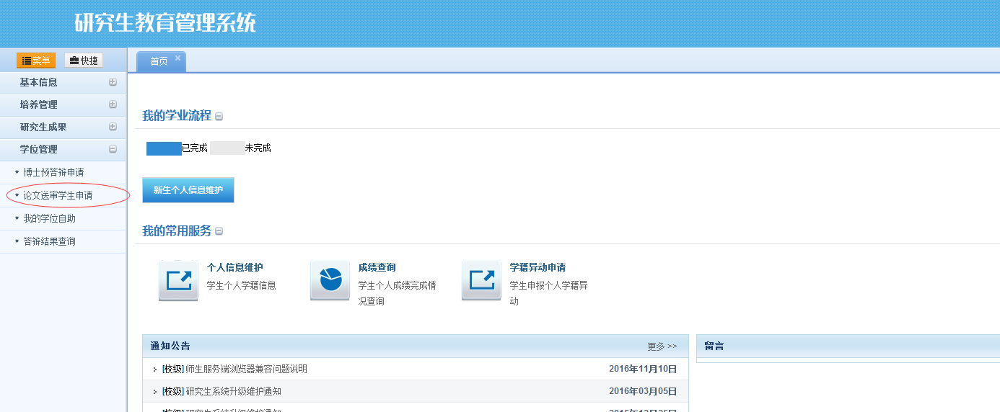 研究生教育管理系统
菜单 快捷
首页
基本信息
培养管理
研究生成果
学位管理
博士预答辩申请
论文送审学生申请
我的学位自助
答辩结果查询
我的学业流程
已完成 未完成
新生个人信息维护
我的常用服务
个人信息维护
学生个人学籍信息
成绩查询
学生个人成绩完成情
况查询
学籍异动申请
学生申报个人学籍异
动
通知公告 更多 >>
[校级] 师生服务端浏览器兼容问题说明 2016年11月10日
[校级] 研究生系统升级维护通知 2016年03月05日
留言